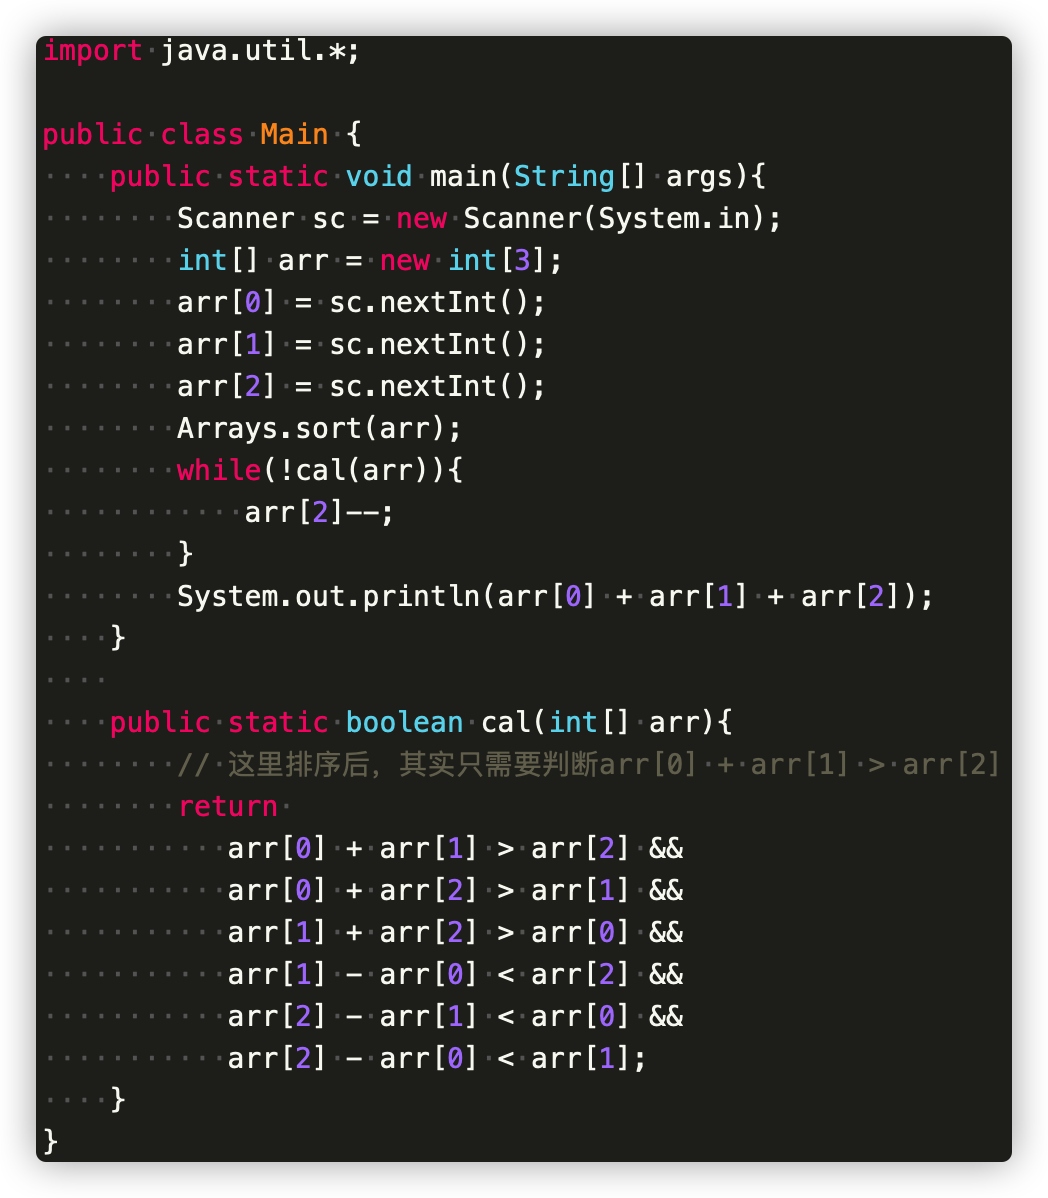 import java.util.*;

public class Main {
    public static void main(String[] args){
        Scanner sc = new Scanner(System.in);
        int[] arr = new int[3];
        arr[0] = sc.nextInt();
        arr[1] = sc.nextInt();
        arr[2] = sc.nextInt();
        Arrays.sort(arr);
        while(!cal(arr)){
            arr[2]--;
        }
        System.out.println(arr[0] + arr[1] + arr[2]);
    }
    
    public static boolean cal(int[] arr){
        // 这里排序后，其实只需要判断arr[0] + arr[1] > arr[2]
        return 
           arr[0] + arr[1] > arr[2] &&
           arr[0] + arr[2] > arr[1] &&
           arr[1] + arr[2] > arr[0] &&
           arr[1] - arr[0] < arr[2] &&
           arr[2] - arr[1] < arr[0] &&
           arr[2] - arr[0] < arr[1];
    }
}